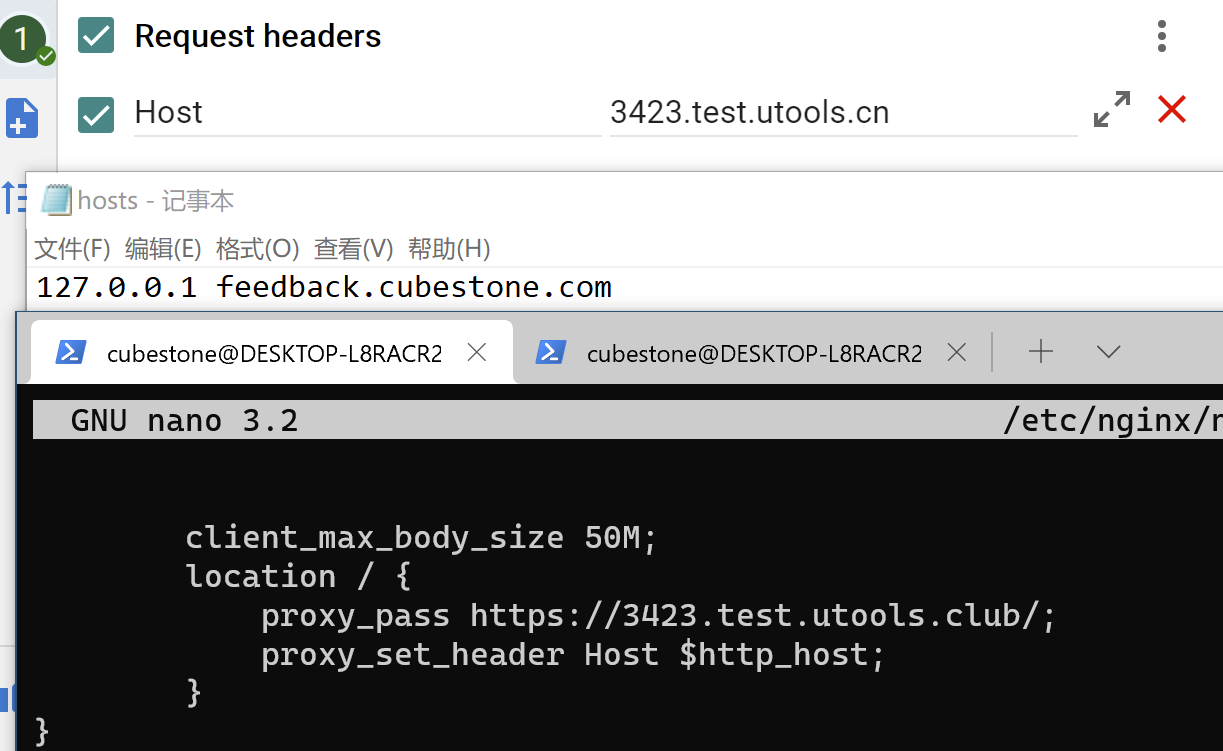 1
Request headers
Host 3423.test.utools.cn
hosts - 记事本
文件(F) 编辑(E) 格式(O) 查看(V) 帮助(H)
127.0.0.1 feedback.cubestone.com
cubestone@DESKTOP-L8RACR2 cubestone@DESKTOP-L8RACR2
GNU nano 3.2 /etc/nginx/n
client_max_body_size 50M;
location / {
proxy_pass https://3423.test.utools.club/;
proxy_set_header Host $http_host;
}
}